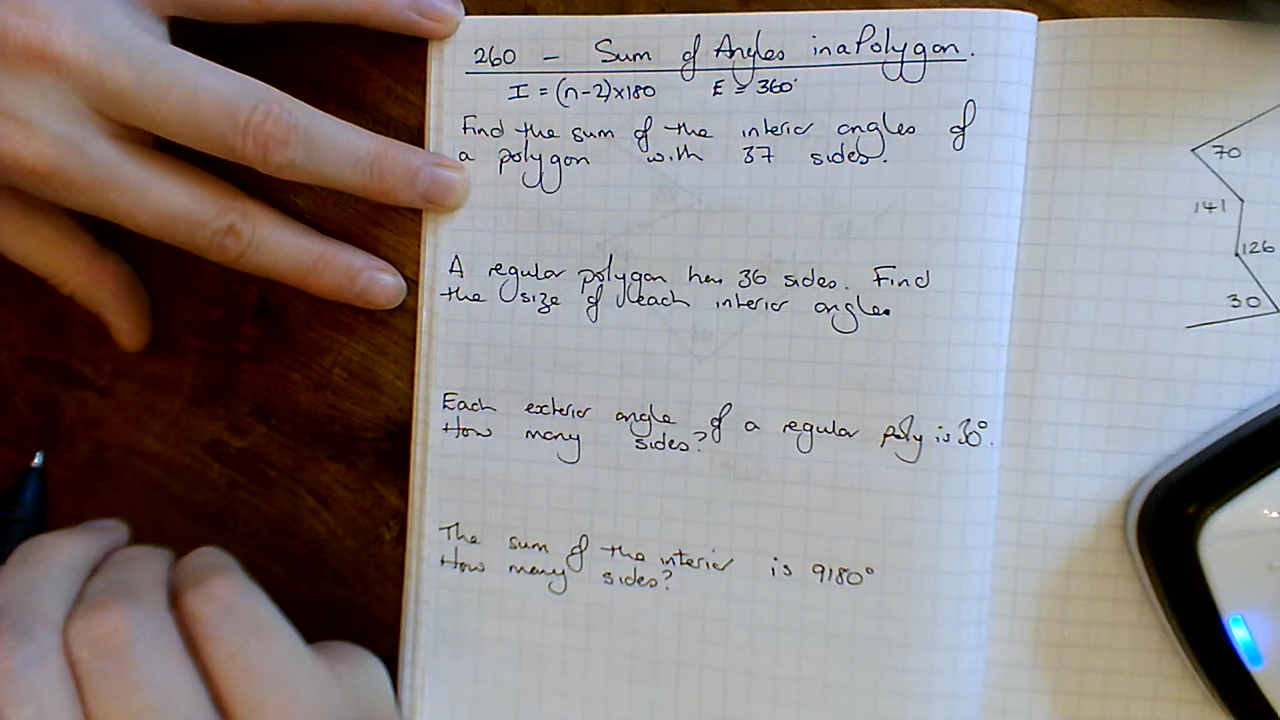 260 – Sum of Angles in a Polygon.
I = (n-2)×180 E = 360°
Find the sum of the interior angles of
a polygon with 37 sides.
A regular polygon has 36 sides. Find
the size of each interior angle.
Each exterior angle of a regular poly is 30°.
How many sides?
The sum of the interior is 9180°
How many sides?
70
141
126
30